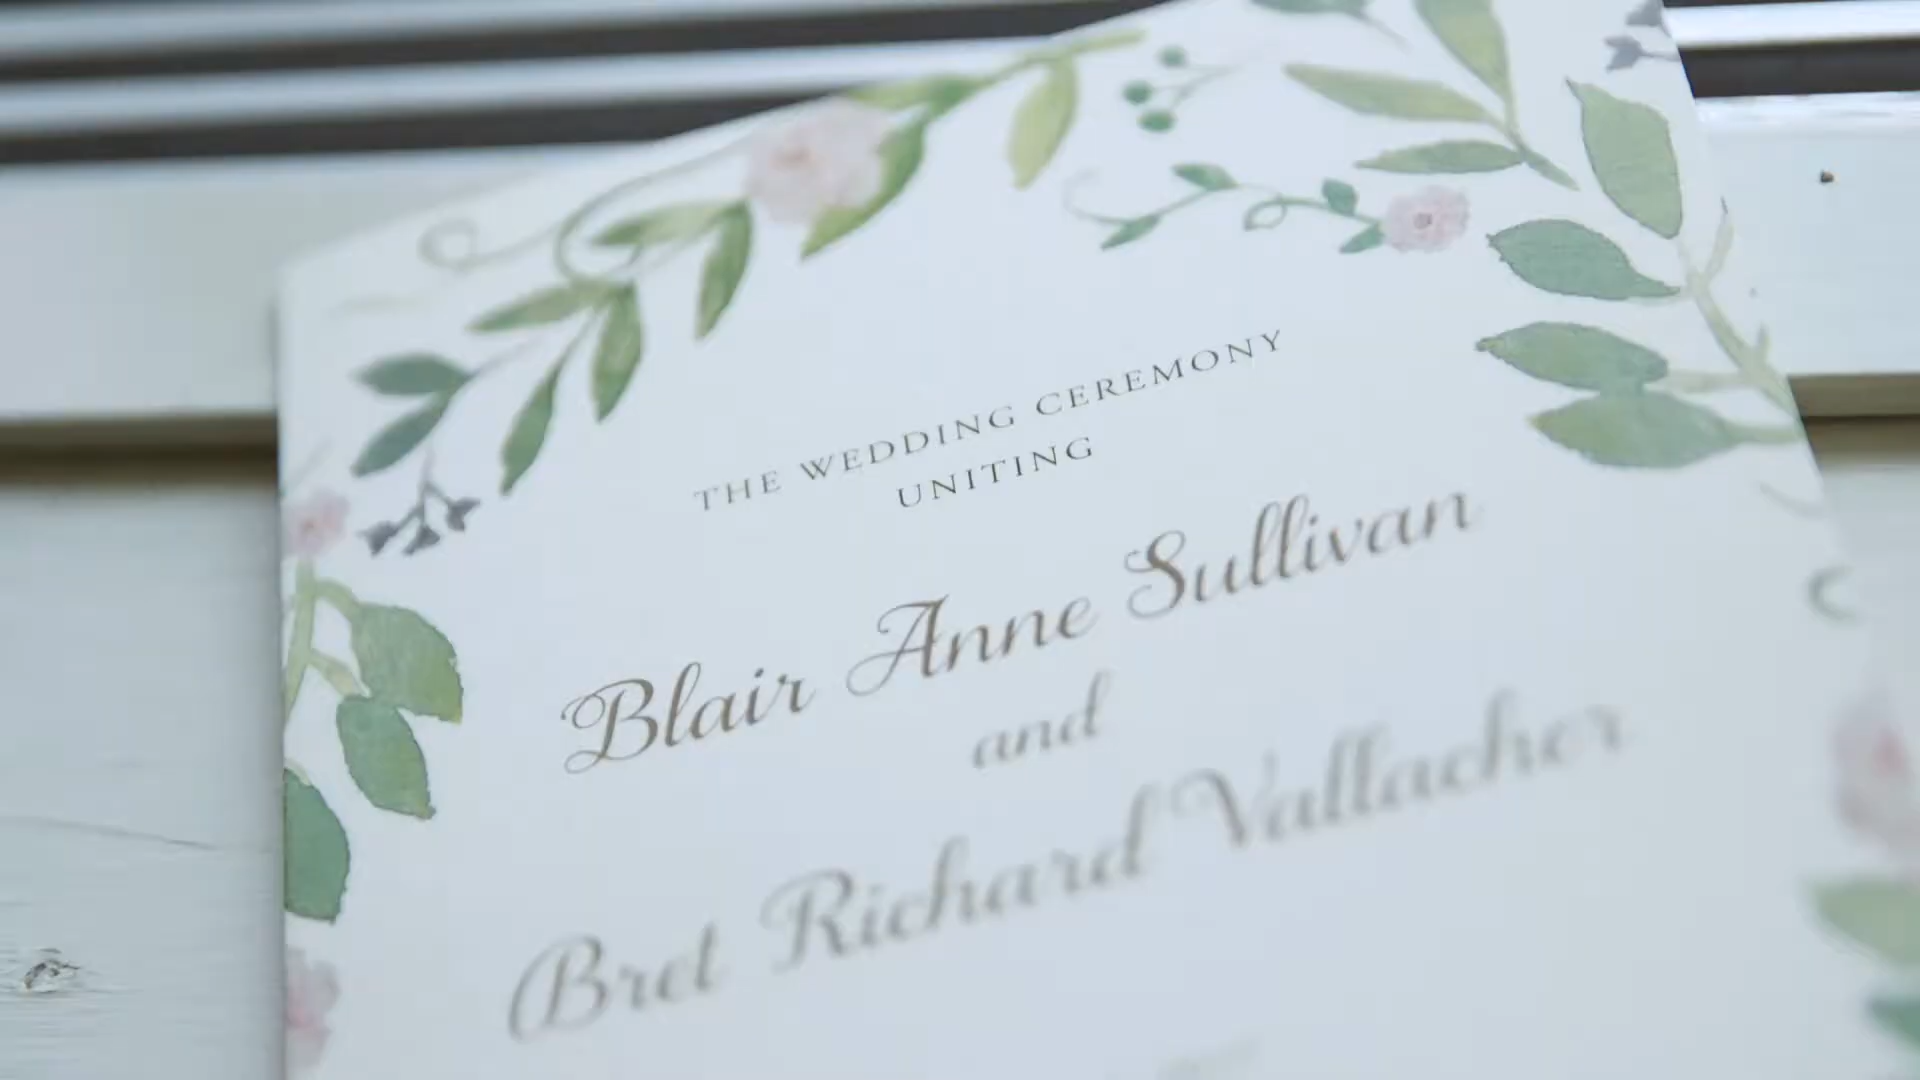 THE WEDDING CEREMONY
UNITING
Blair Anne Sullivan
and
Bret Richard Vallacher